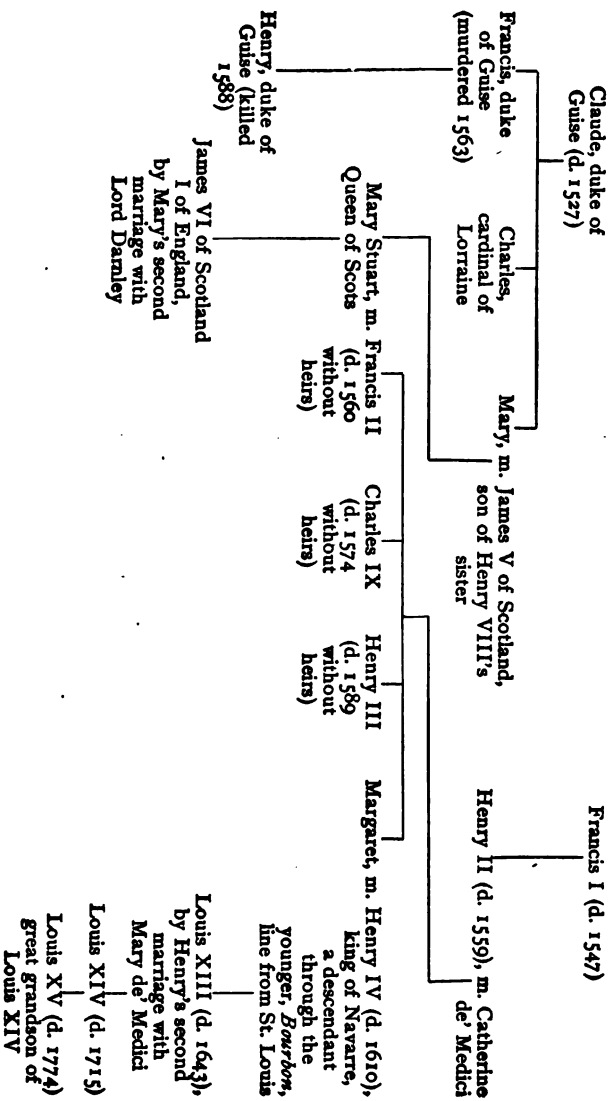 Claude, duke of
Guise (d. 1527)
Francis I (d. 1547)
Francis, duke
of Guise
(murdered 1563)
Charles,
cardinal of
Lorraine
Mary, m. James V of Scotland,
son of Henry VIII's
sister
Henry II (d. 1559), m. Catherine
de' Medici
Henry, duke of
Guise (killed
1588)
Mary Stuart, m. Francis II
Queen of Scots (d. 1560
without
heirs)
Charles IX
(d. 1574
without
heirs)
Henry III
(d. 1589
without
heirs)
Margaret, m. Henry IV (d. 1610),
king of Navarre,
a descendant
through the
younger, Bourbon,
line from St. Louis
James VI of Scotland
I of England,
by Mary's second
marriage with
Lord Darnley
Louis XIII (d. 1643),
by Henry's second
marriage with
Mary de' Medici
Louis XIV (d. 1715)
Louis XV (d. 1774)
great grandson of
Louis XIV